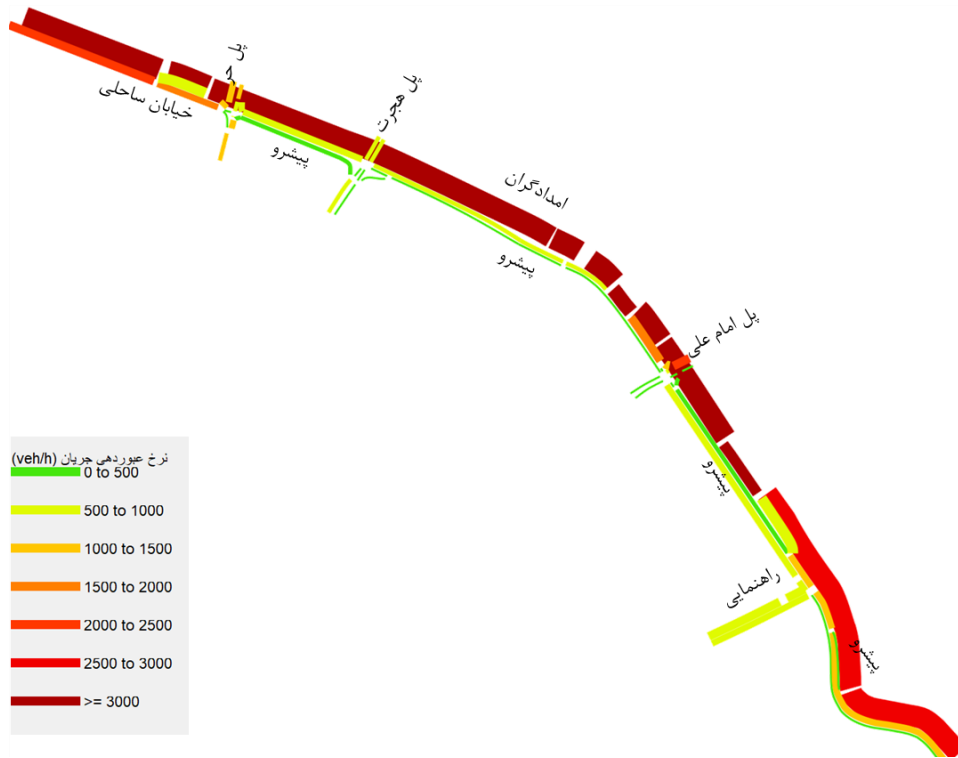 پل حر
پل هجرت
خیابان ساحلی
پیشرو
امدادگران
پیشرو
پل امام علی
پیشرو
راهنمایی
پیشرو
نرخ عبوردهی جریان (veh/h)
0 to 500
500 to 1000
1000 to 1500
1500 to 2000
2000 to 2500
2500 to 3000
>= 3000